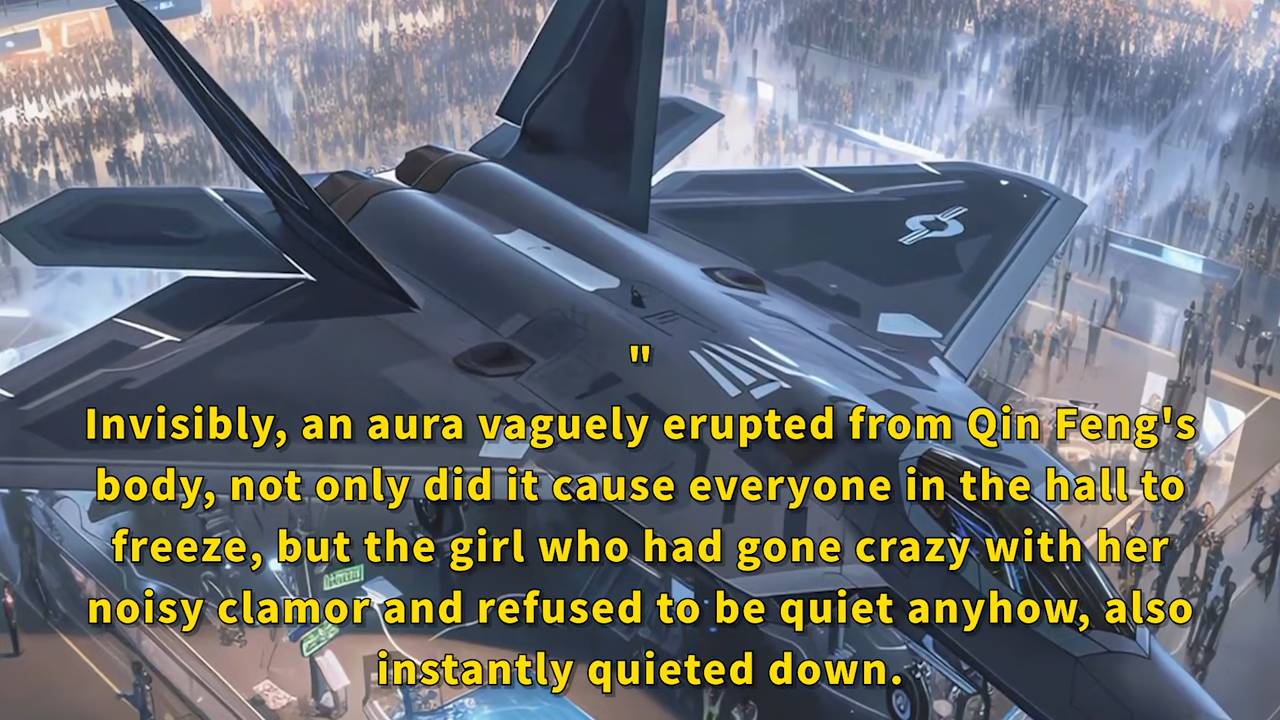 "
Invisibly, an aura vaguely erupted from Qin Feng's
body, not only did it cause everyone in the hall to
freeze, but the girl who had gone crazy with her
noisy clamor and refused to be quiet anyhow, also
instantly quieted down.